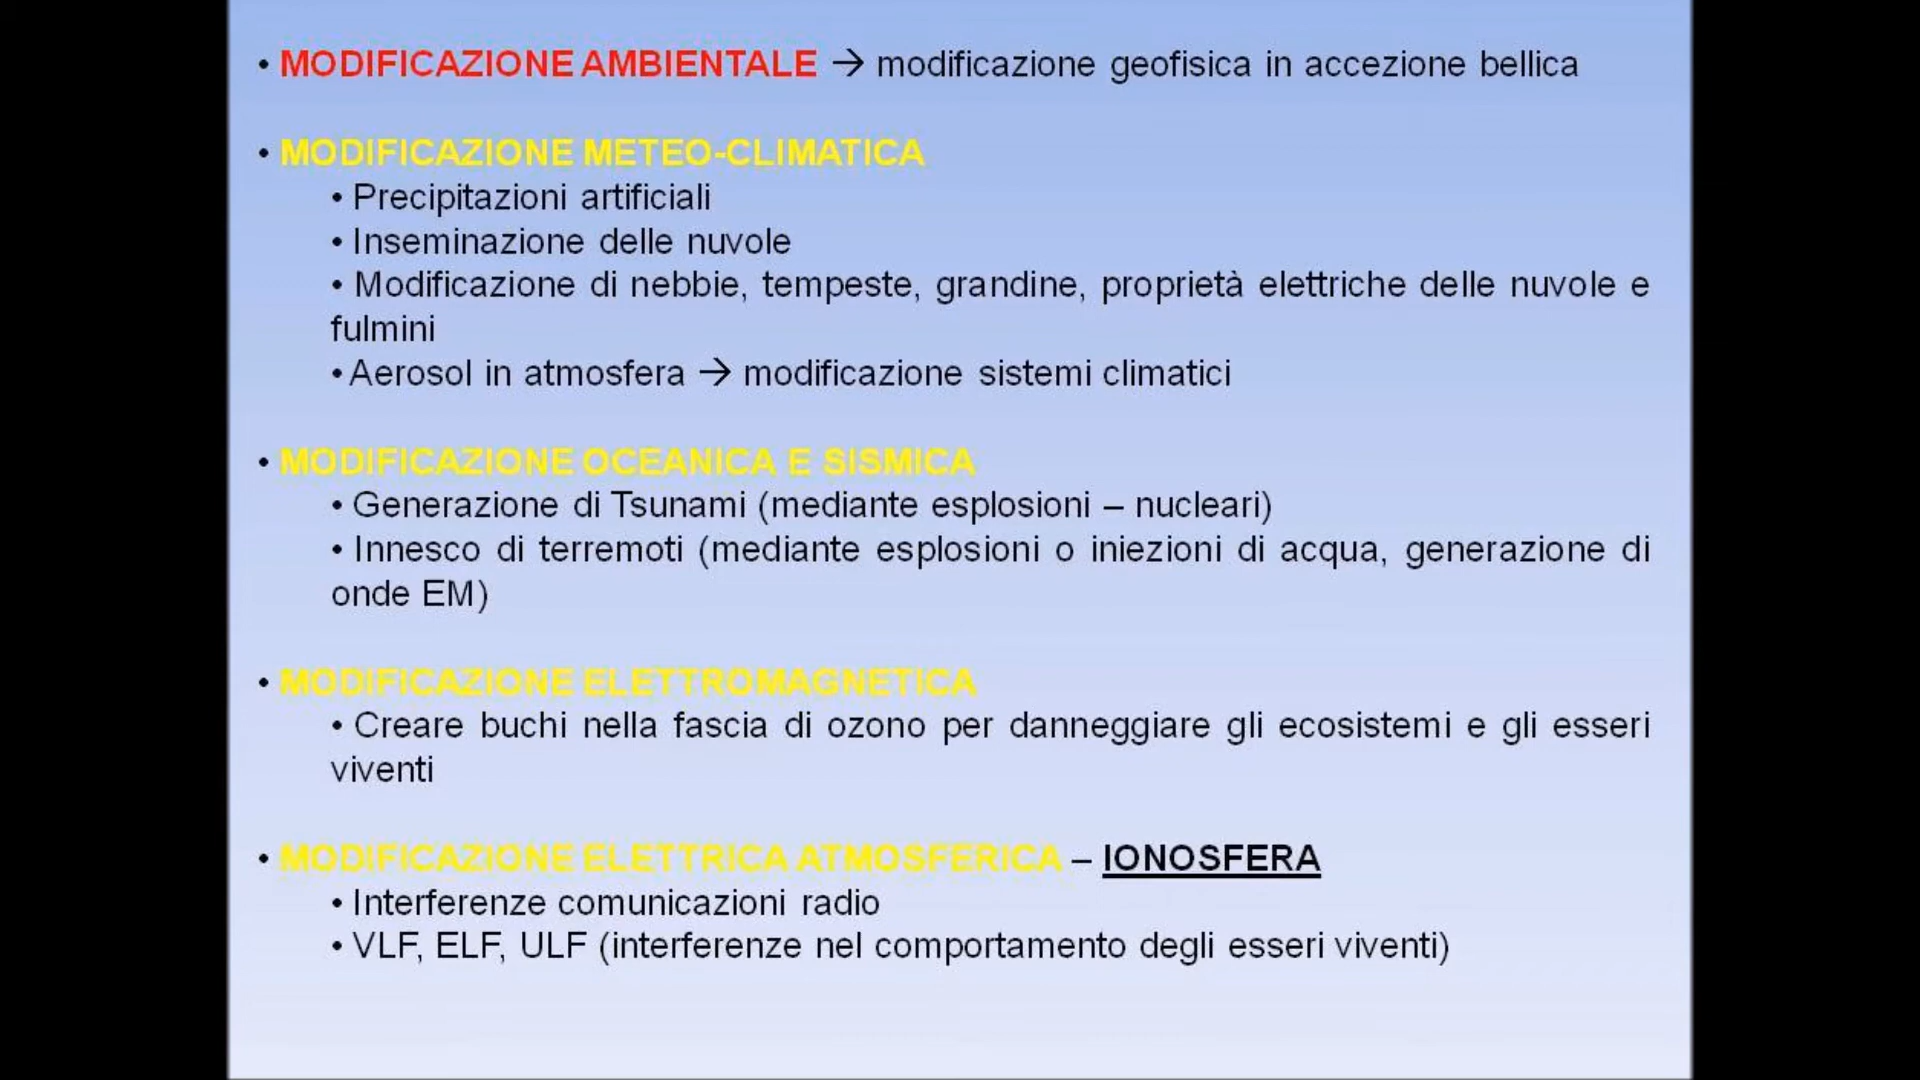 • MODIFICAZIONE AMBIENTALE → modificazione geofisica in accezione bellica
• MODIFICAZIONE METEO-CLIMATICA
• Precipitazioni artificiali
• Inseminazione delle nuvole
• Modificazione di nebbie, tempeste, grandine, proprietà elettriche delle nuvole e
fulmini
• Aerosol in atmosfera → modificazione sistemi climatici
• MODIFICAZIONE OCEANICA E SISMICA
• Generazione di Tsunami (mediante esplosioni – nucleari)
• Innesco di terremoti (mediante esplosioni o iniezioni di acqua, generazione di
onde EM)
• MODIFICAZIONE ELETTROMAGNETICA
• Creare buchi nella fascia di ozono per danneggiare gli ecosistemi e gli esseri
viventi
• MODIFICAZIONE ELETTRICA ATMOSFERICA – IONOSFERA
• Interferenze comunicazioni radio
• VLF, ELF, ULF (interferenze nel comportamento degli esseri viventi)